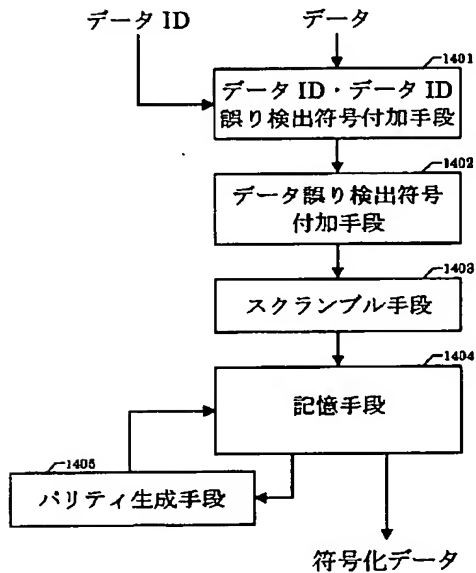 データ ID
データ
1401
データ ID・データ ID
誤り検出符号付加手段
1402
データ誤り検出符号
付加手段
1403
スクランブル手段
1404
記憶手段
1405
パリティ生成手段
符号化データ